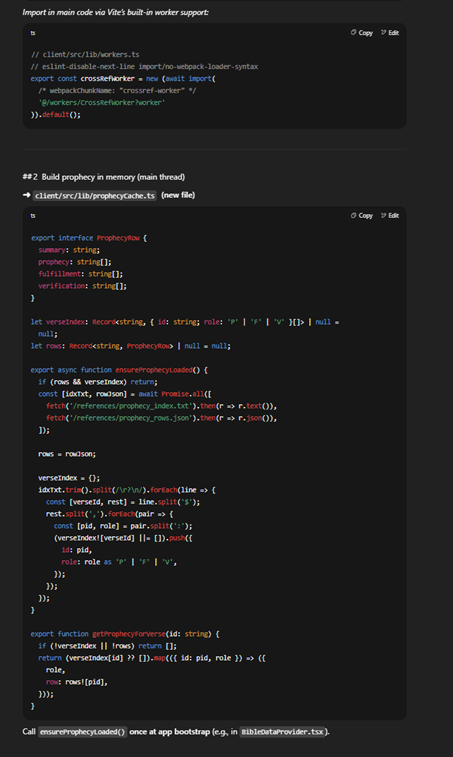 Import in main code via Vite's built-in worker support:
ts
Copy
Edit
// client/src/lib/workers.ts
// eslint-disable-next-line import/no-webpack-loader-syntax
export const crossRefWorker = new (await import(
/* webpackChunkName: "crossref-worker" */
'@/workers/CrossRefWorker?worker'
)).default();
## 2 Build prophecy in memory (main thread)
➜ client/src/lib/prophecyCache.ts (new file)
ts
Copy
Edit
export interface ProphecyRow {
summary: string;
prophecy: string[];
fulfillment: string[];
verification: string[];
}
let verseIndex: Record<string, { id: string; role: 'P' | 'F' | 'V' }[]> | null =
null;
let rows: Record<string, ProphecyRow> | null = null;
export async function ensureProphecyLoaded() {
if (rows && verseIndex) return;
const [idxTxt, rowJson] = await Promise.all([
fetch('/references/prophecy_index.txt').then(r => r.text()),
fetch('/references/prophecy_rows.json').then(r => r.json()),
]);
rows = rowJson;
verseIndex = {};
idxTxt.trim().split(/\r?\n/).forEach(line => {
const [verseId, rest] = line.split('$');
rest.split(',').forEach(pair => {
const [pid, role] = pair.split(':');
(verseIndex![verseId] ||= []).push({
id: pid,
role: role as 'P' | 'F' | 'V',
});
});
});
}
export function getProphecyForVerse(id: string) {
if (!verseIndex || !rows) return [];
return (verseIndex[id] ?? []).map(({ id: pid, role }) => ({
role,
row: rows![pid],
}));
}
Call ensureProphecyLoaded() once at app bootstrap (e.g., in BibleDataProvider.tsx).